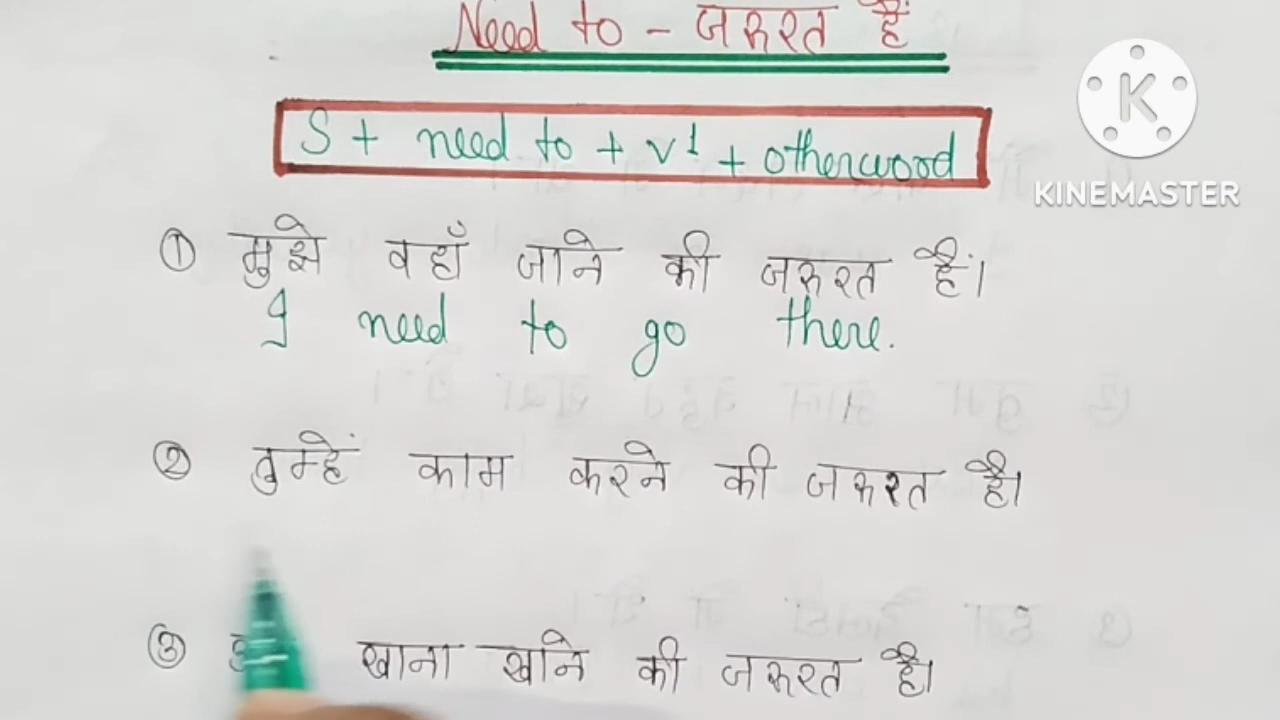 Need to - जरूरत हैं
S + need to + v1 + otherword
① मुझे वहाँ जाने की जरूरत हैं।
I need to go there.
② तुम्हें काम करने की जरूरत है।
③ खाना खाने की जरूरत है।
K
KINEMASTER